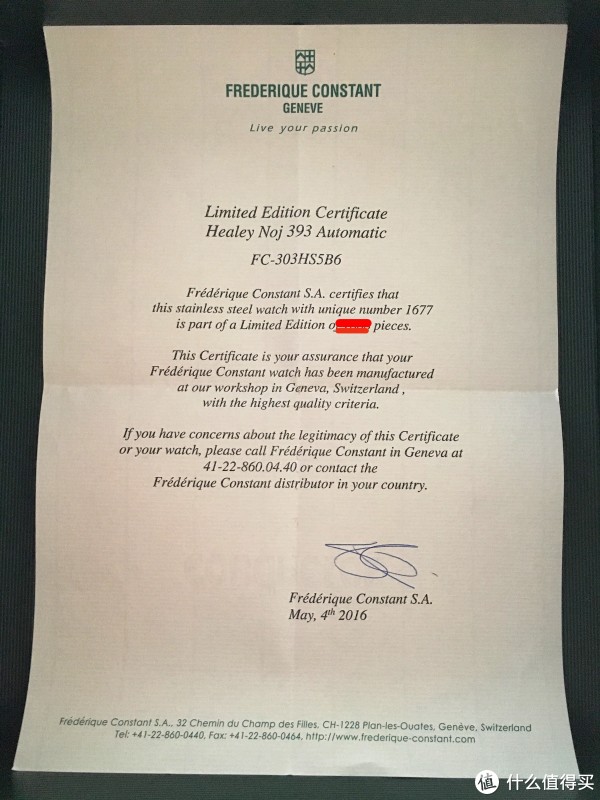 FREDERIQUE CONSTANT
GENEVE
Live your passion
Limited Edition Certificate
Healey Noj 393 Automatic
FC-303HS5B6
Frédérique Constant S.A. certifies that
this stainless steel watch with unique number 1677
is part of a Limited Edition o pieces.
This Certificate is your assurance that your
Frédérique Constant watch has been manufactured
at our workshop in Geneva, Switzerland ,
with the highest quality criteria.
If you have concerns about the legitimacy of this Certificate
or your watch, please call Frédérique Constant in Geneva at
41-22-860.04.40 or contact the
Frédérique Constant distributor in your country.
Frédérique Constant S.A.
May, 4th 2016
Frédérique Constant S.A., 32 Chemin du Champ des Filles, CH-1228 Plan-les-Ouates, Genève, Switzerland
Tel: +41-22-860-0440, Fax: +41-22-860-0464, http://www.frederique-constant.com
值 什么值得买